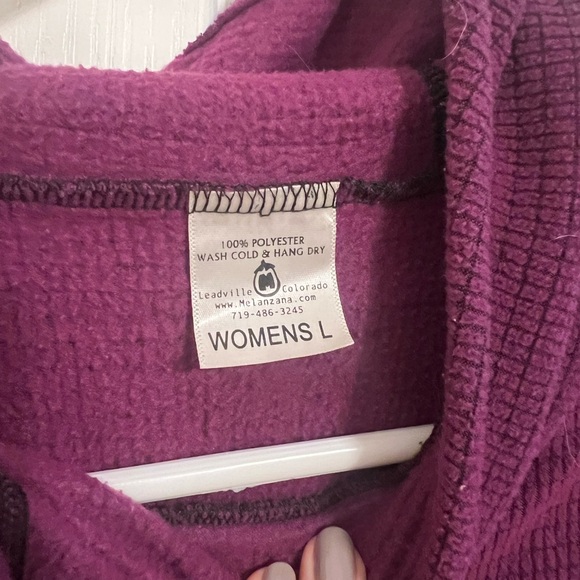 100% POLYESTER
WASH COLD & HANG DRY
M
Leadville Colorado
www.Melanzana.com
719-486-3245
WOMENS L